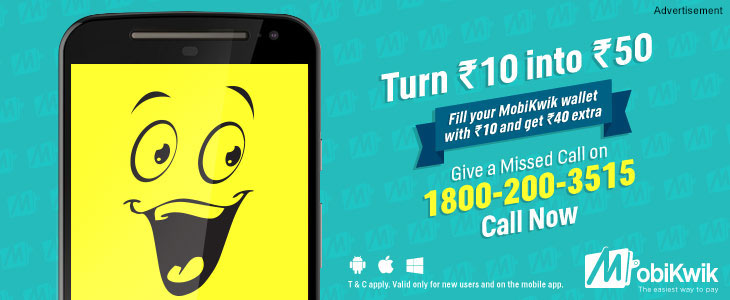 Advertisement
Turn ₹10 into ₹50
Fill your MobiKwik wallet
with ₹10 and get ₹40 extra
Give a Missed Call on
1800-200-3515
Call Now
T & C apply. Valid only for new users and on the mobile app.
MobiKwik
The easiest way to pay